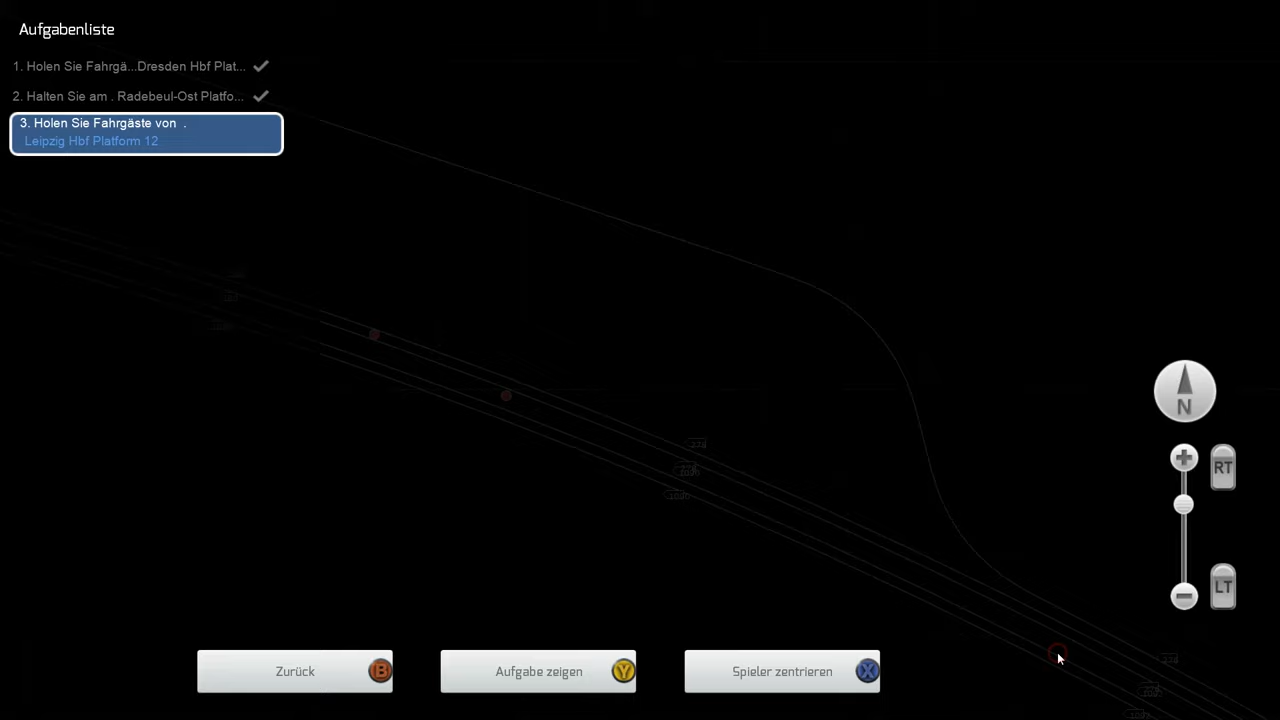 Aufgabenliste
1. Holen Sie Fahrgä...Dresden Hbf Plat...
2. Halten Sie am . Radebeul-Ost Platfo...
3. Holen Sie Fahrgäste von .
Leipzig Hbf Platform 12
N
RT
LT
Zurück B
Aufgabe zeigen Y
Spieler zentrieren X